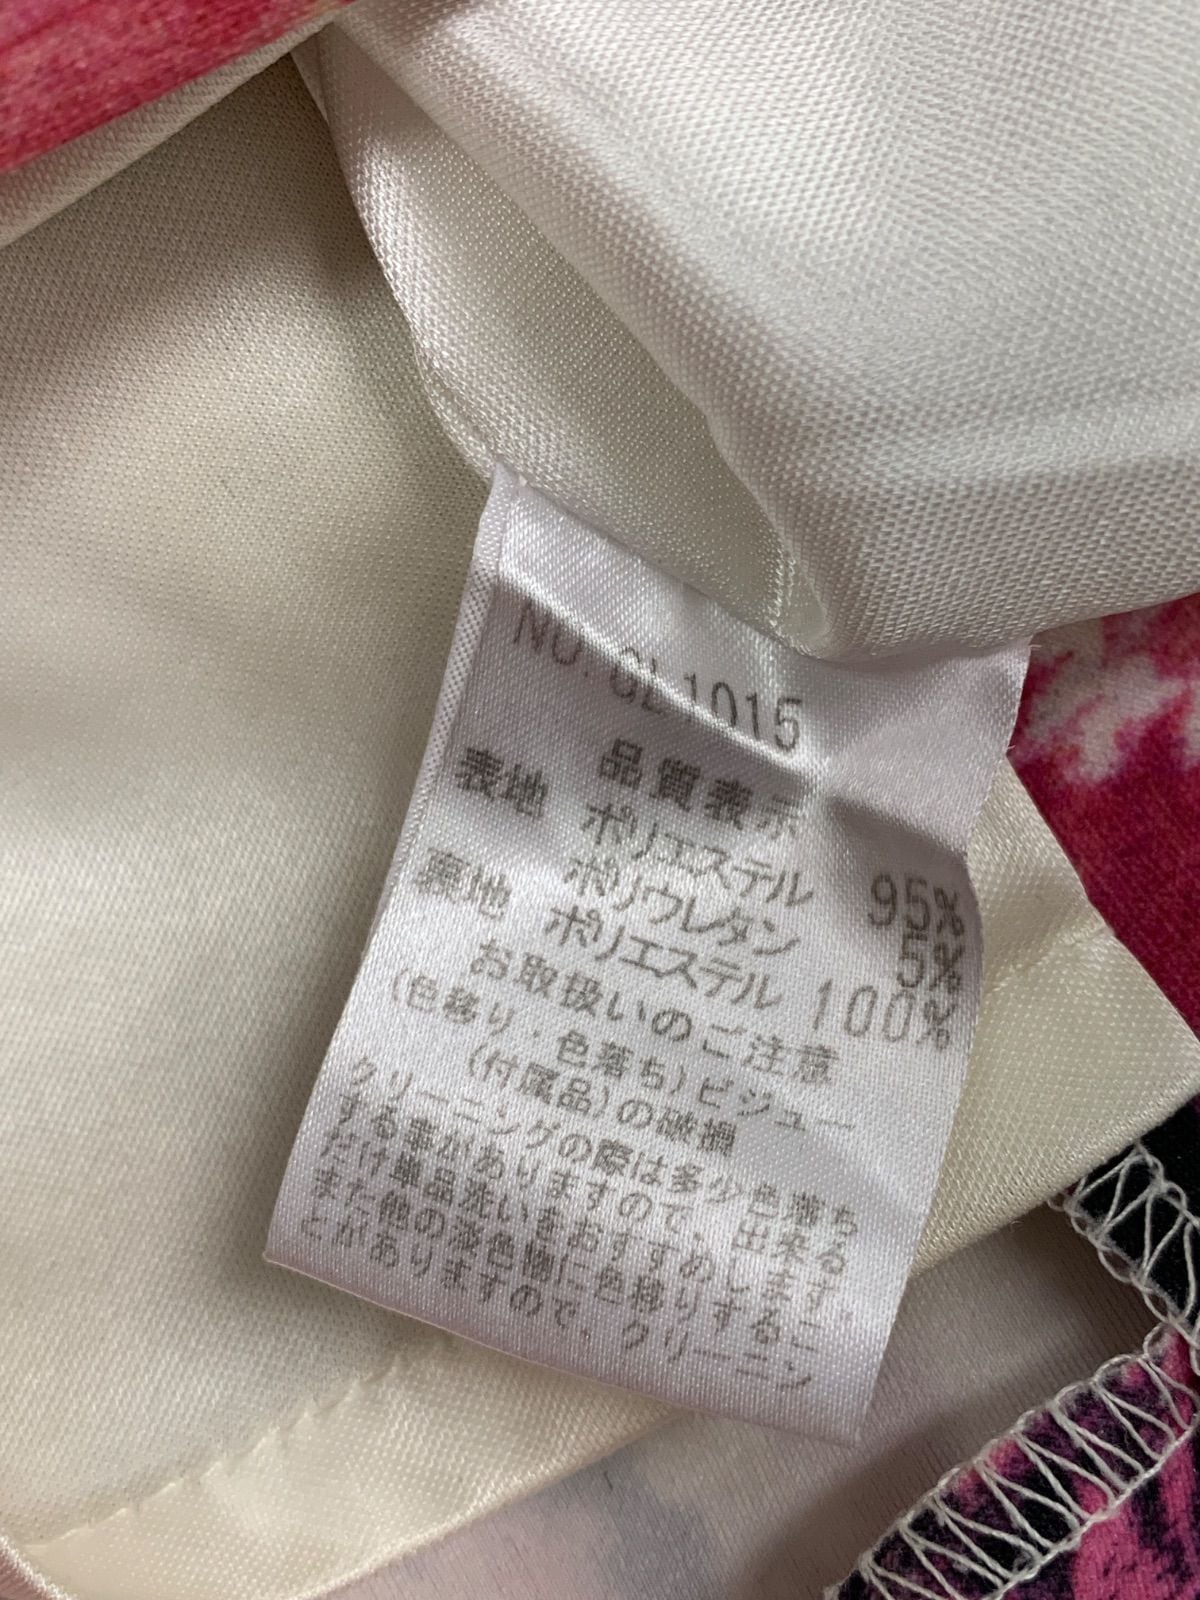 NO.GL1015
品質表示
表地 ポリエステル 95%
ポリウレタン 5%
裏地 ポリエステル 100%
お取扱いのご注意
(色移り・色落ち)ビジュー
(付属品)の破損
クリーニングの際は多少色落ち
する事がありますので、出来る
だけ単品洗いをおすすめします。
また他の淡色物に色移りするこ
とがありますので、クリーニン